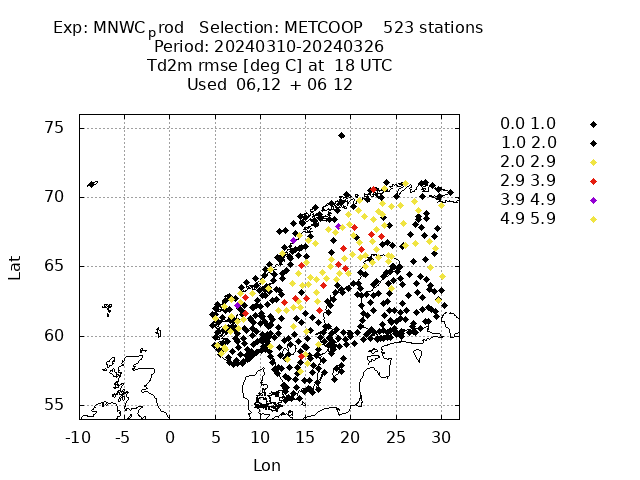 Exp: MNWCprod Selection: METCOOP 523 stations
Period: 20240310-20240326
Td2m rmse [deg C] at 18 UTC
Used 06,12 + 06 12
75
70
65
60
55
-10 -5 0 5 10 15 20 25 30
Lat
Lon
0.0 1.0
1.0 2.0
2.0 2.9
2.9 3.9
3.9 4.9
4.9 5.9